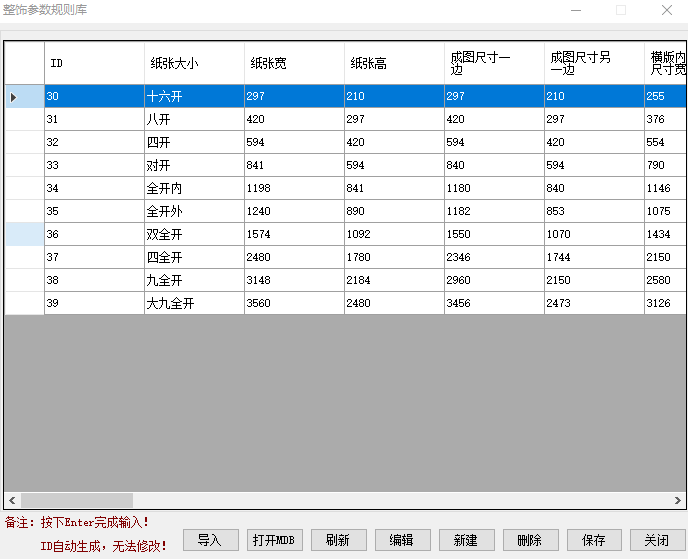 整饰参数规则库
ID 纸张大小 纸张宽 纸张高 成图尺寸一边 成图尺寸另一边 横版内尺寸宽
30 十六开 297 210 297 210 255
31 八开 420 297 420 297 376
32 四开 594 420 594 420 554
33 对开 841 594 840 594 790
34 全开内 1198 841 1180 840 1146
35 全开外 1240 890 1182 853 1075
36 双全开 1574 1092 1550 1070 1434
37 四全开 2480 1780 2346 1744 2150
38 九全开 3148 2184 2960 2150 2580
39 大九全开 3560 2480 3456 2473 3126
备注：按下Enter完成输入！
ID自动生成，无法修改！
导入 打开MDB 刷新 编辑 新建 删除 保存 关闭